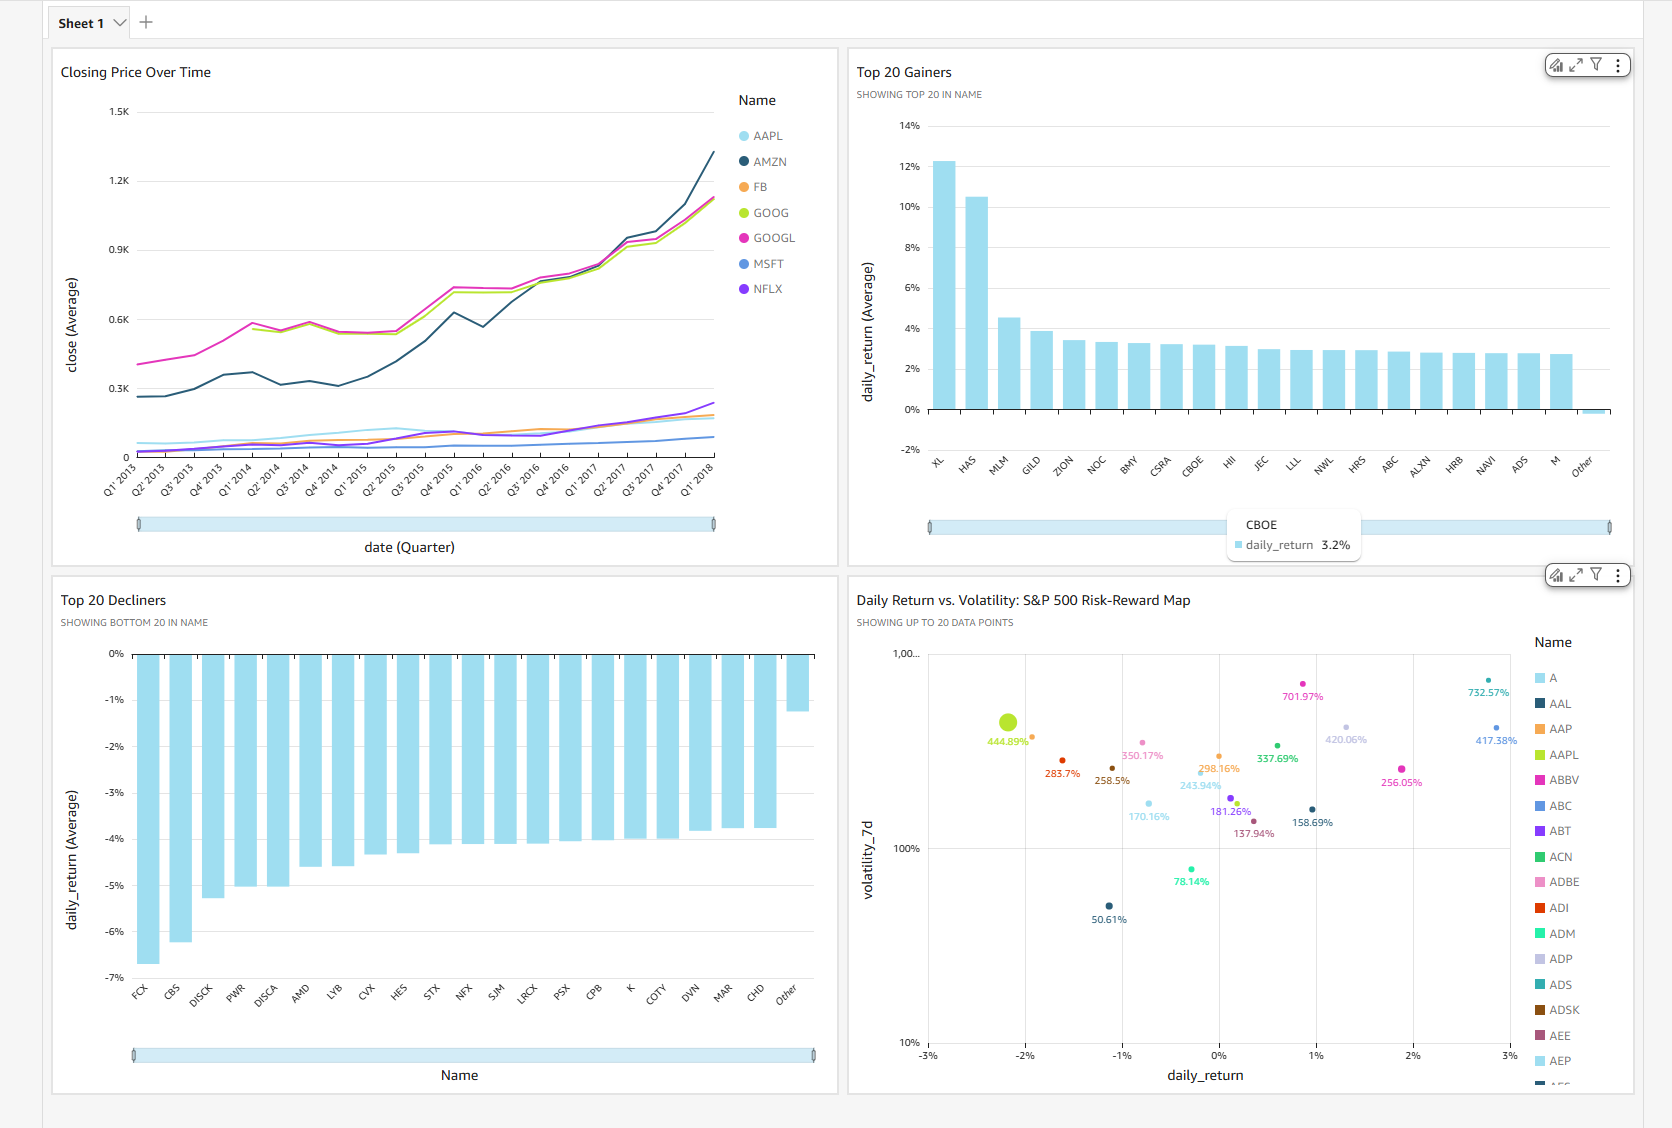 Sheet 1
Closing Price Over Time
1.5K
1.2K
0.9K
0.6K
0.3K
0
close (Average)
Q1' 2013
Q2' 2013
Q3' 2013
Q4' 2013
Q1' 2014
Q2' 2014
Q3' 2014
Q4' 2014
Q1' 2015
Q2' 2015
Q3' 2015
Q4' 2015
Q1' 2016
Q2' 2016
Q3' 2016
Q4' 2016
Q1' 2017
Q2' 2017
Q3' 2017
Q4' 2017
Q1' 2018
date (Quarter)
Name
AAPL
AMZN
FB
GOOG
GOOGL
MSFT
NFLX
Top 20 Gainers
SHOWING TOP 20 IN NAME
14%
12%
10%
8%
6%
4%
2%
0%
-2%
daily_return (Average)
XL
HAS
MLM
GILD
ZION
NOC
BMY
CSRA
CBOE
HII
JEC
LLL
NWL
HRS
ABC
ALXN
HRB
NAVI
ADS
M
Other
CBOE
daily_return 3.2%
Top 20 Decliners
SHOWING BOTTOM 20 IN NAME
0%
-1%
-2%
-3%
-4%
-5%
-6%
-7%
daily_return (Average)
FCX
CBS
DISCK
PWR
DISCA
AMD
LYB
CVX
HES
STX
NFX
SJM
LRCX
PSX
CPB
K
COTY
DVN
MAR
CHD
Other
Name
Daily Return vs. Volatility: S&P 500 Risk-Reward Map
SHOWING UP TO 20 DATA POINTS
1,00...
100%
10%
volatility_7d
732.57%
701.97%
444.89%
420.06%
417.38%
350.17%
337.69%
298.16%
283.7%
258.5%
256.05%
243.94%
181.26%
170.16%
158.69%
137.94%
78.14%
50.61%
-3%
-2%
-1%
0%
1%
2%
3%
daily_return
Name
A
AAL
AAP
AAPL
ABBV
ABC
ABT
ACN
ADBE
ADI
ADM
ADP
ADS
ADSK
AEE
AEP